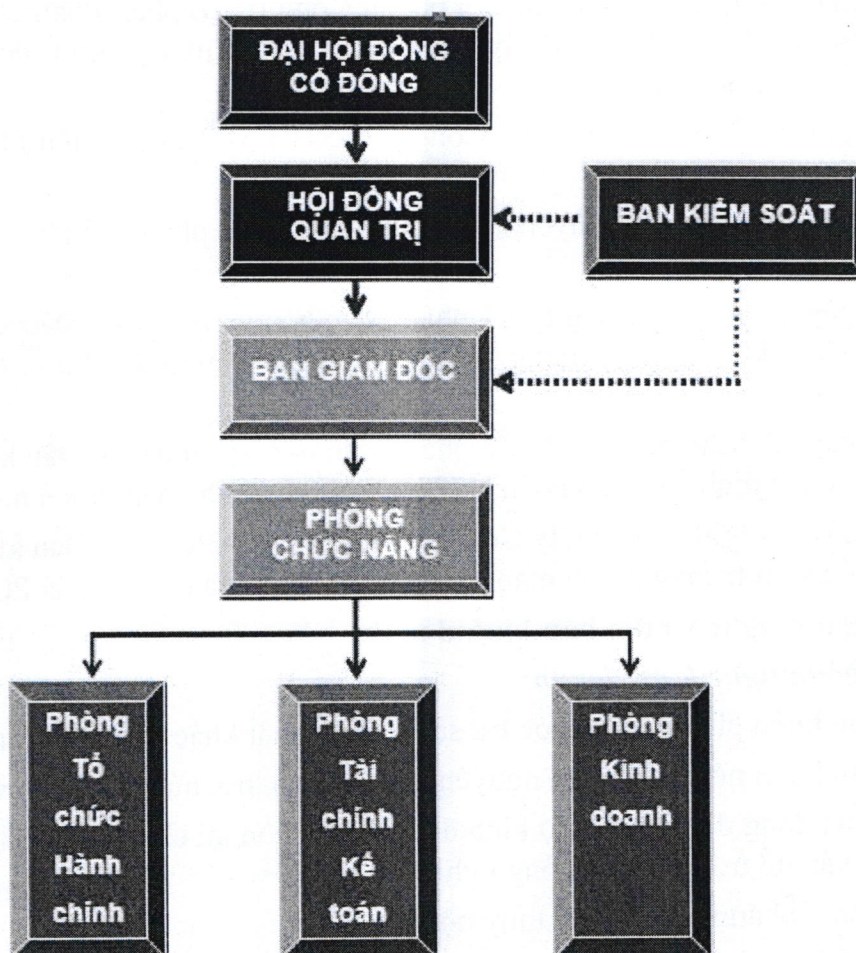 ĐẠI HỘI ĐỒNG
CỔ ĐÔNG
HỘI ĐỒNG
QUẢN TRỊ
BAN KIỂM SOÁT
BAN GIÁM ĐỐC
PHÒNG
CHỨC NĂNG
Phòng
Tổ
chức
Hành
chính
Phòng
Tài
chính
Kế
toán
Phòng
Kinh
doanh